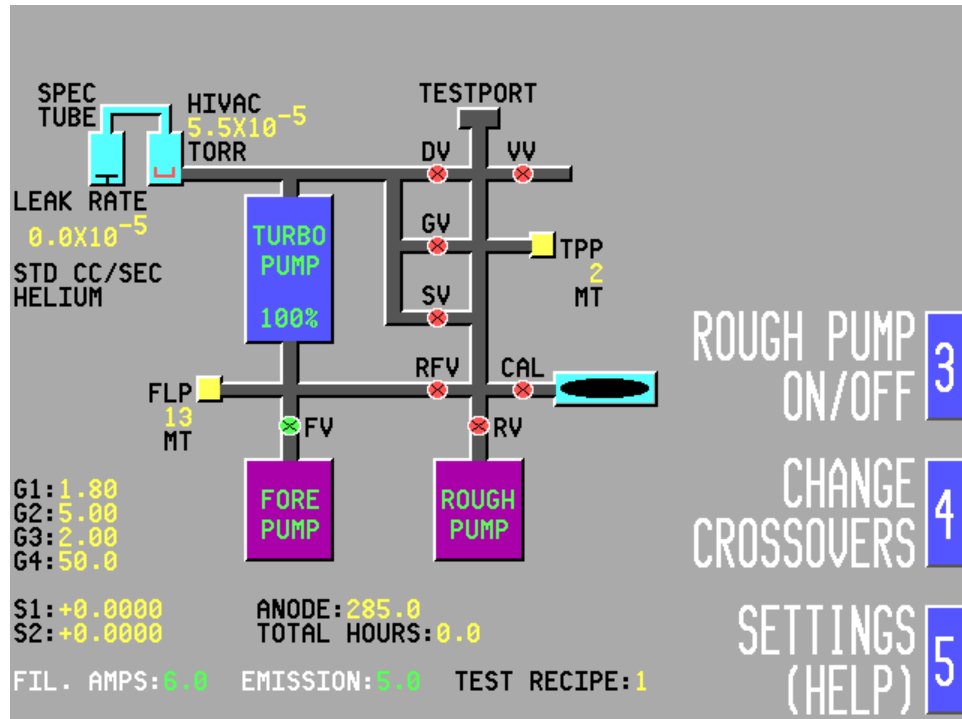 SPEC
TUBE
HIVAC
5.5X10-5
TORR
LEAK RATE
0.0X10-5
STD CC/SEC
HELIUM
TESTPORT
DV
VV
GV
TPP
2
MT
SV
TURBO
PUMP
100%
FLP
13
MT
RFV
CAL
FV
RV
FORE
PUMP
ROUGH
PUMP
G1:1.80
G2:5.00
G3:2.00
G4:50.0
S1:+0.0000
S2:+0.0000
ANODE:285.0
TOTAL HOURS:0.0
FIL. AMPS:6.0
EMISSION:5.0
TEST RECIPE:1
ROUGH PUMP
ON/OFF
3
CHANGE
CROSSOVERS
4
SETTINGS
(HELP)
5